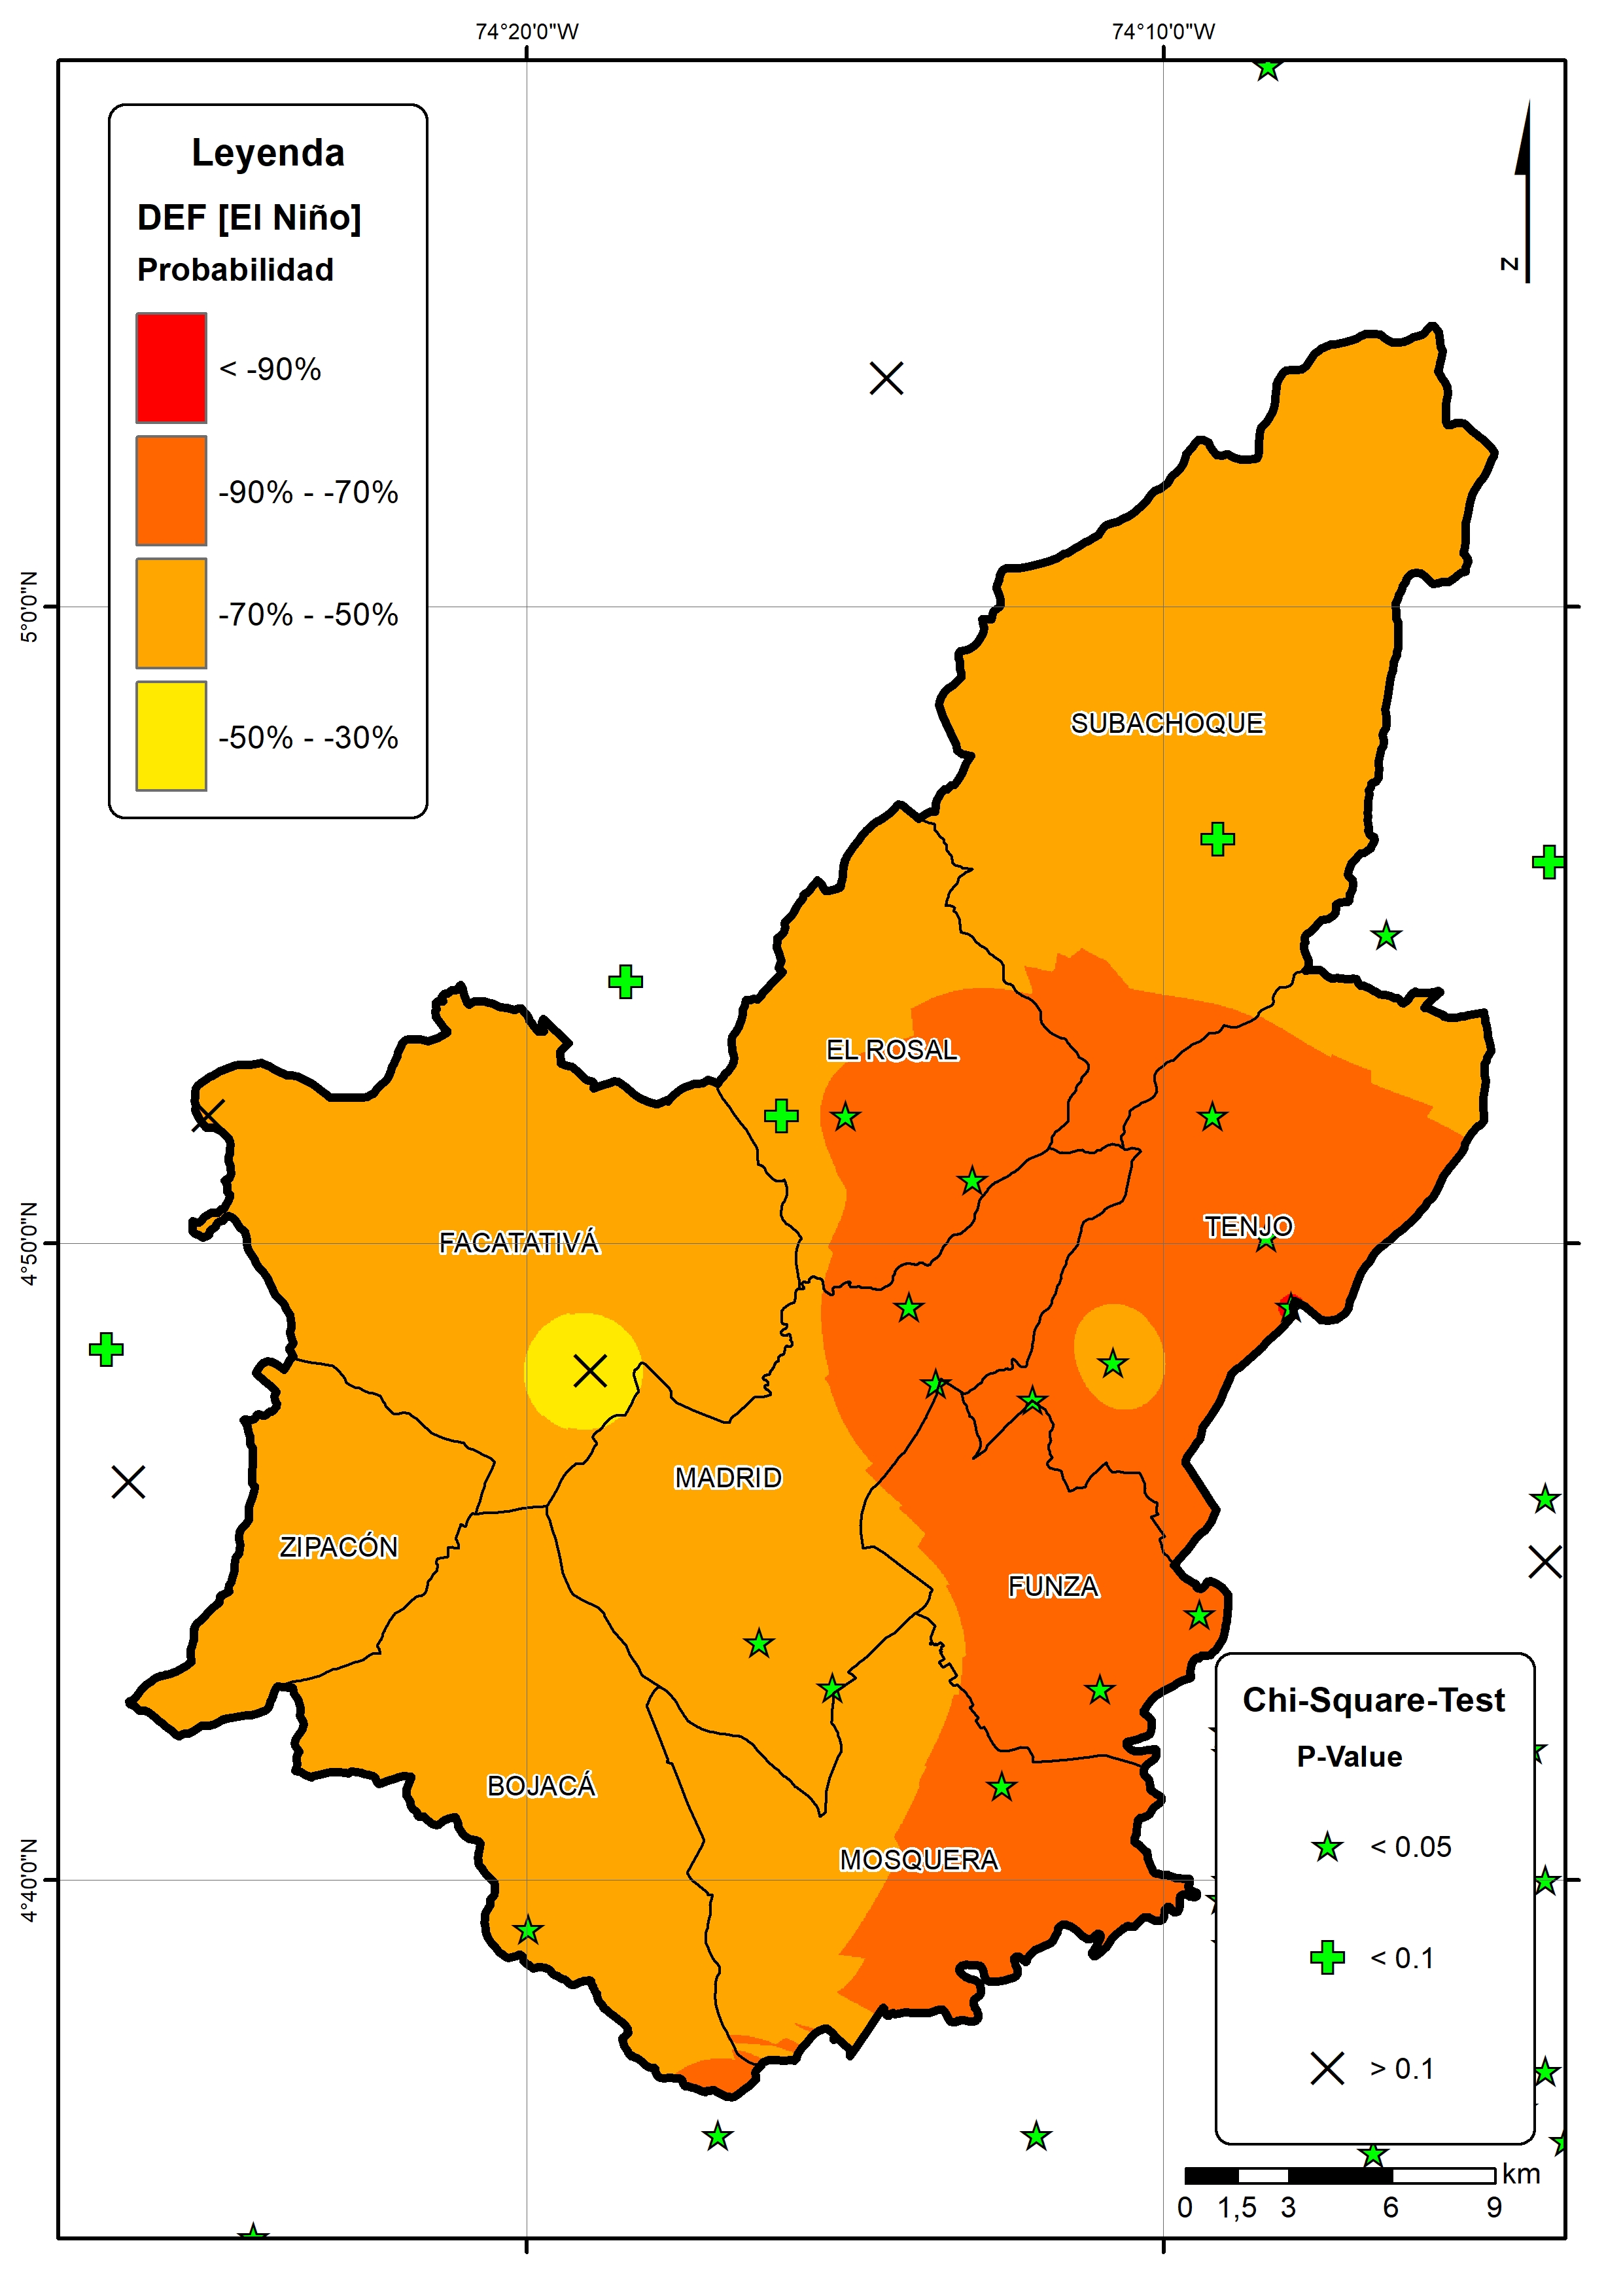 74°20'0"W
74°10'0"W
Leyenda
DEF [El Niño]
Probabilidad
< -90%
-90% - -70%
-70% - -50%
-50% - -30%
N
5°0'0"N
4°50'0"N
4°40'0"N
SUBACHOQUE
EL ROSAL
FACATATIVÁ
TENJO
MADRID
ZIPACÓN
FUNZA
BOJACÁ
MOSQUERA
Chi-Square-Test
P-Value
< 0.05
< 0.1
> 0.1
km
0 1,5 3 6 9